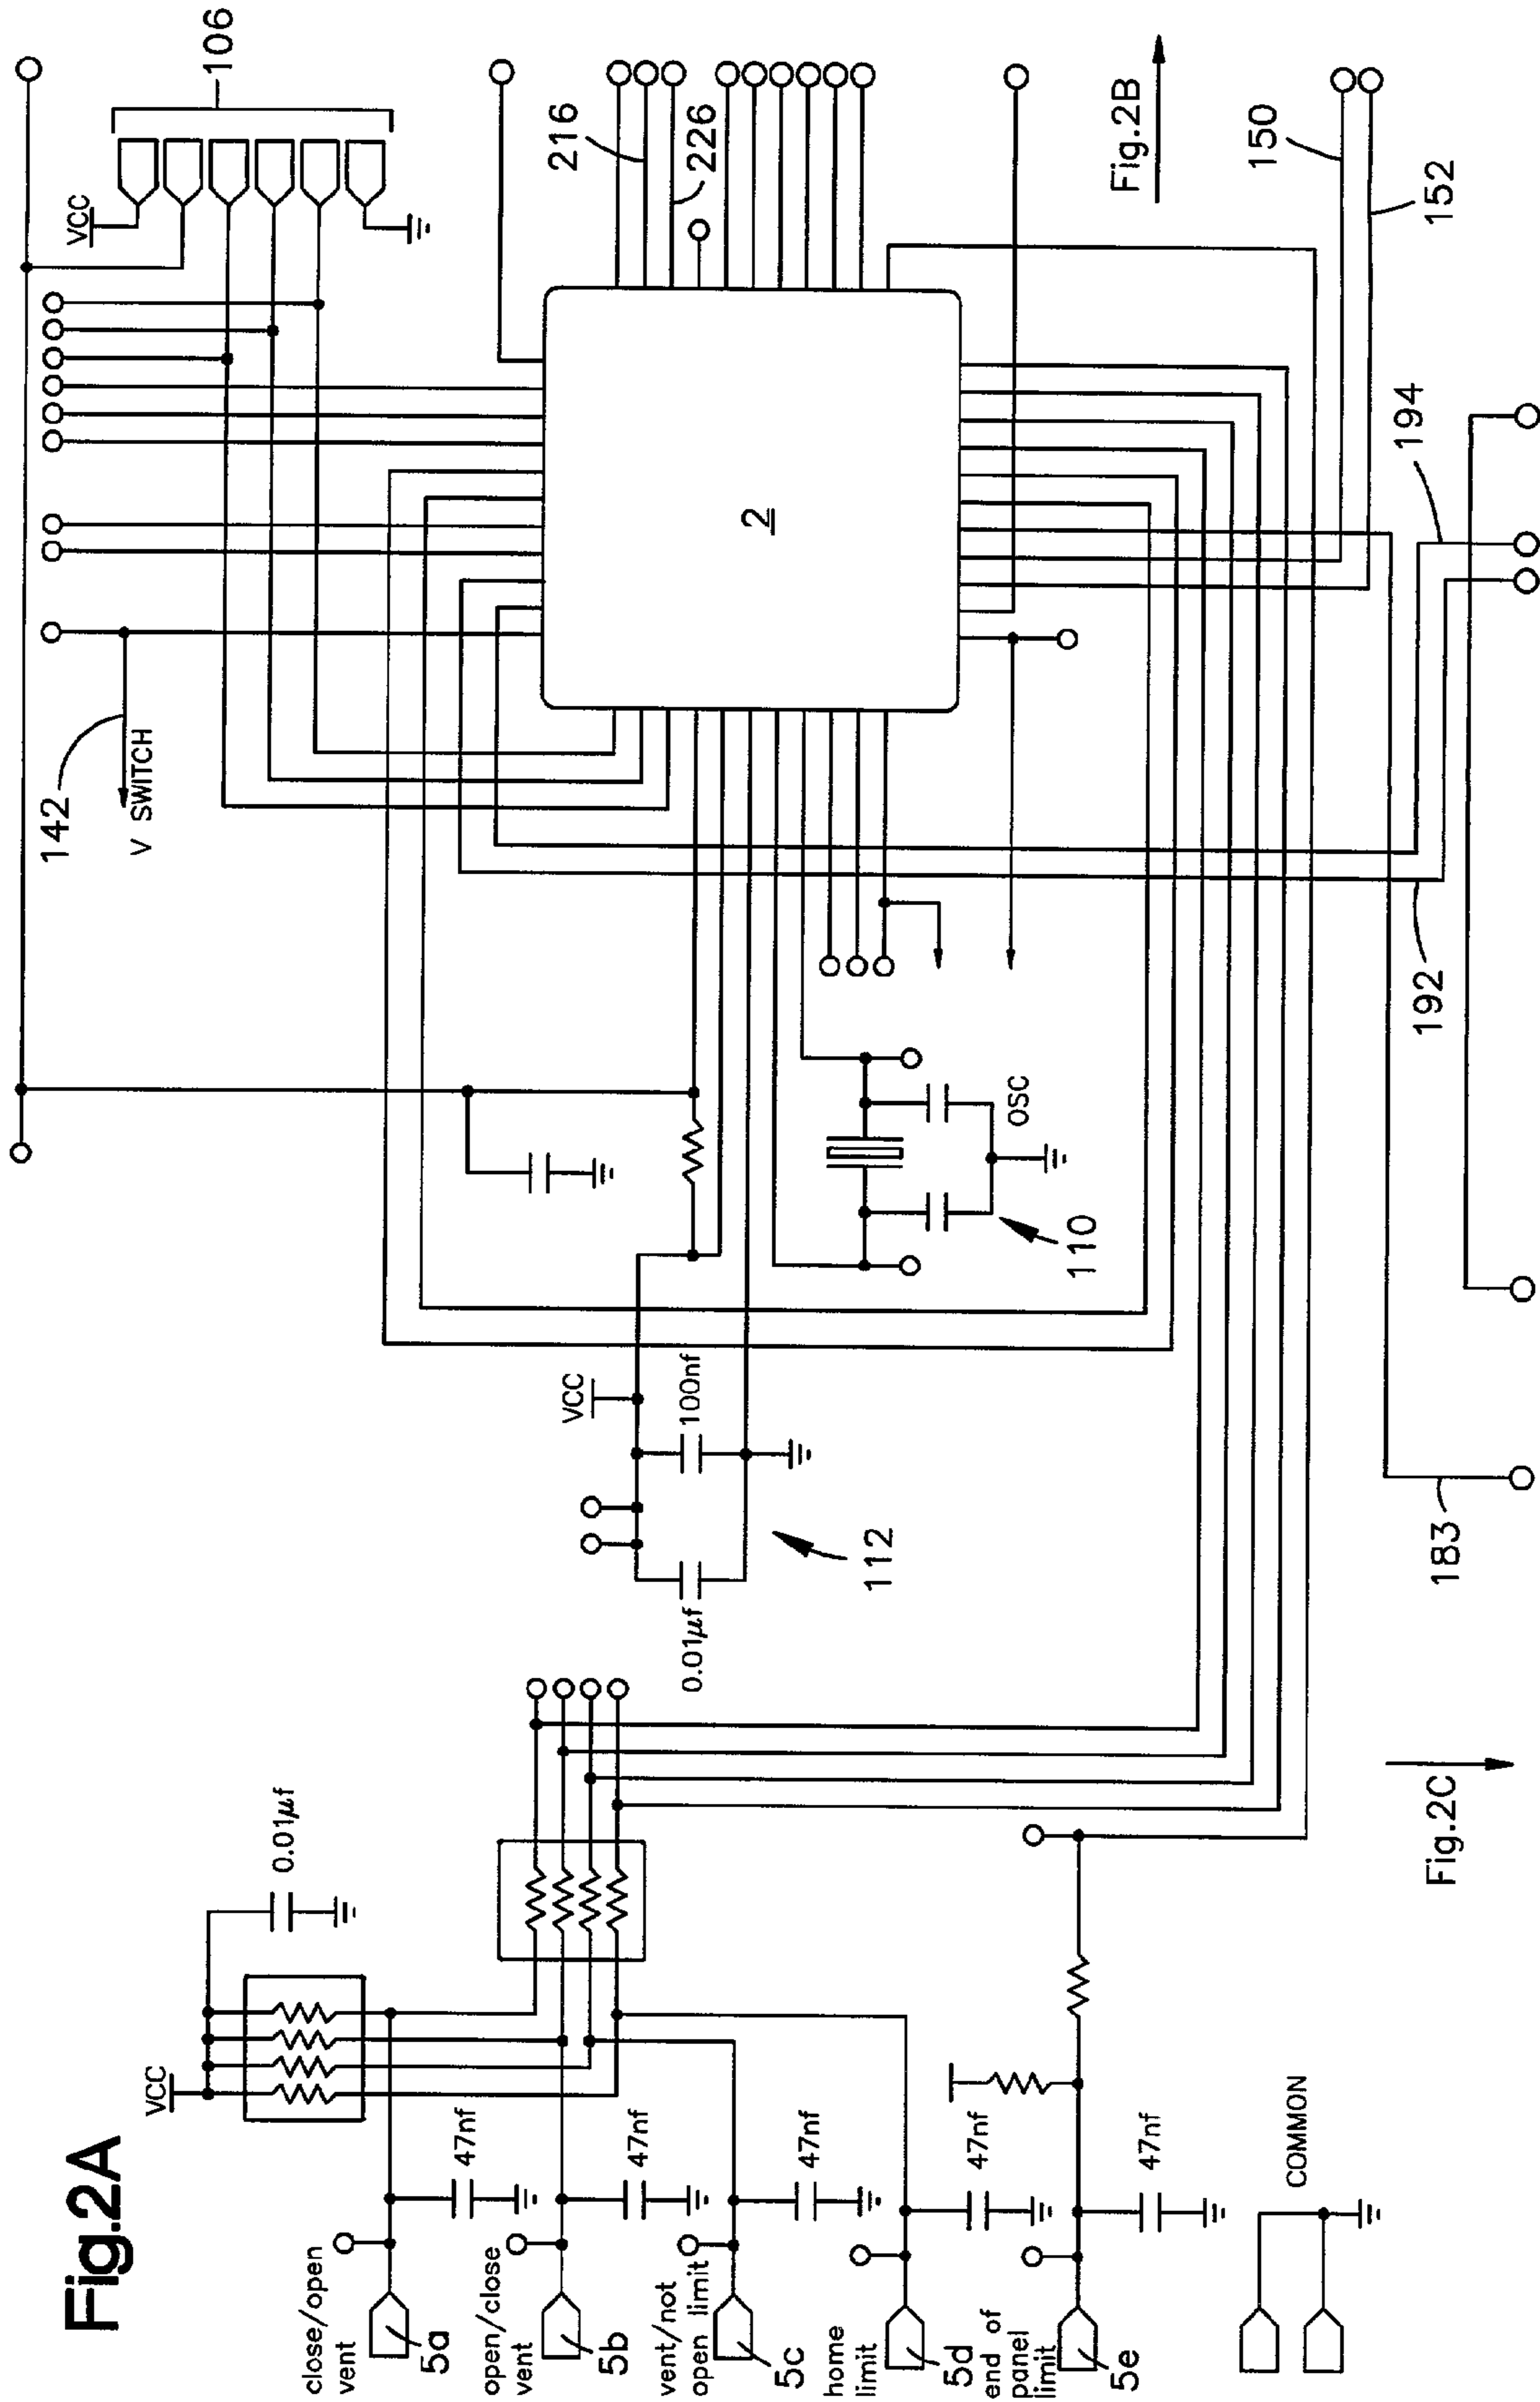 Fig.2A
close/open
vent
5a
47nf
open/close
vent
5b
47nf
vent/not
open limit
5c
47nf
home
limit
5d
47nf
end of
panel
limit
5e
47nf
COMMON
VCC
0.01μf
0.01μf
112
VCC
100nf
110
OSC
142
V SWITCH
VCC
106
2
216
226
Fig.2B
150
152
194
192
183
Fig.2C